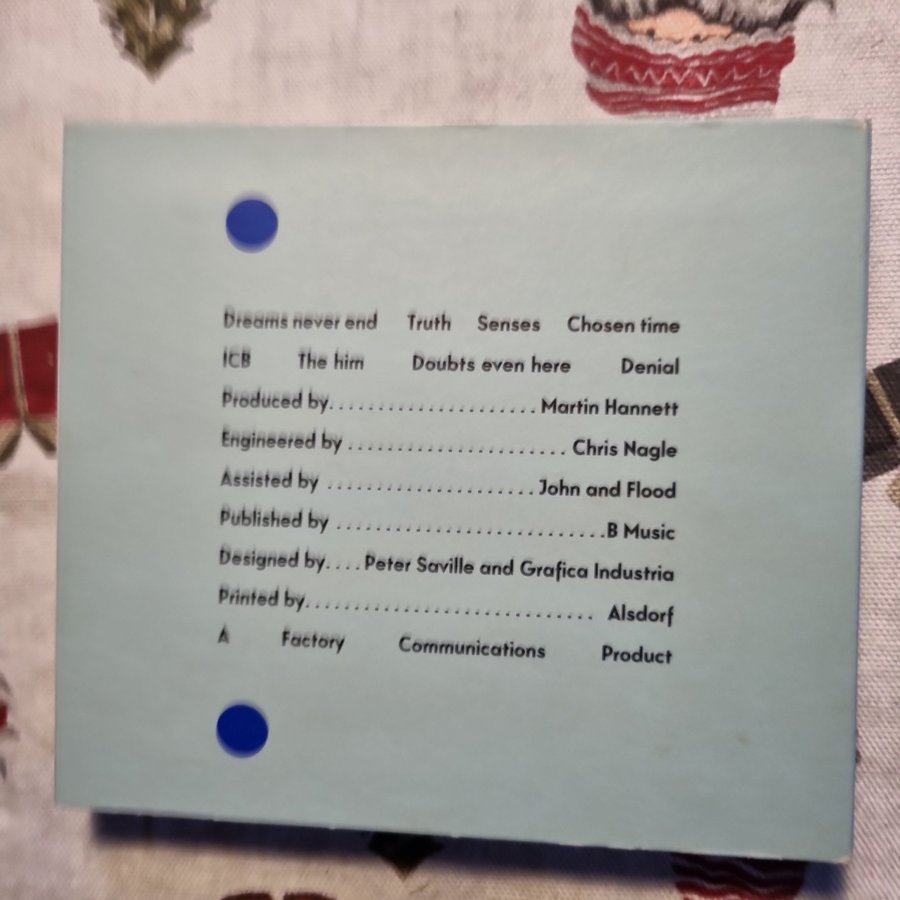 Dreams never end Truth Senses Chosen time
ICB The him Doubts even here Denial
Produced by..................... Martin Hannett
Engineered by ...................... Chris Nagle
Assisted by ..................... John and Flood
Published by ...........................B Music
Designed by.... Peter Saville and Grafica Industria
Printed by............................. Alsdorf
A Factory Communications Product